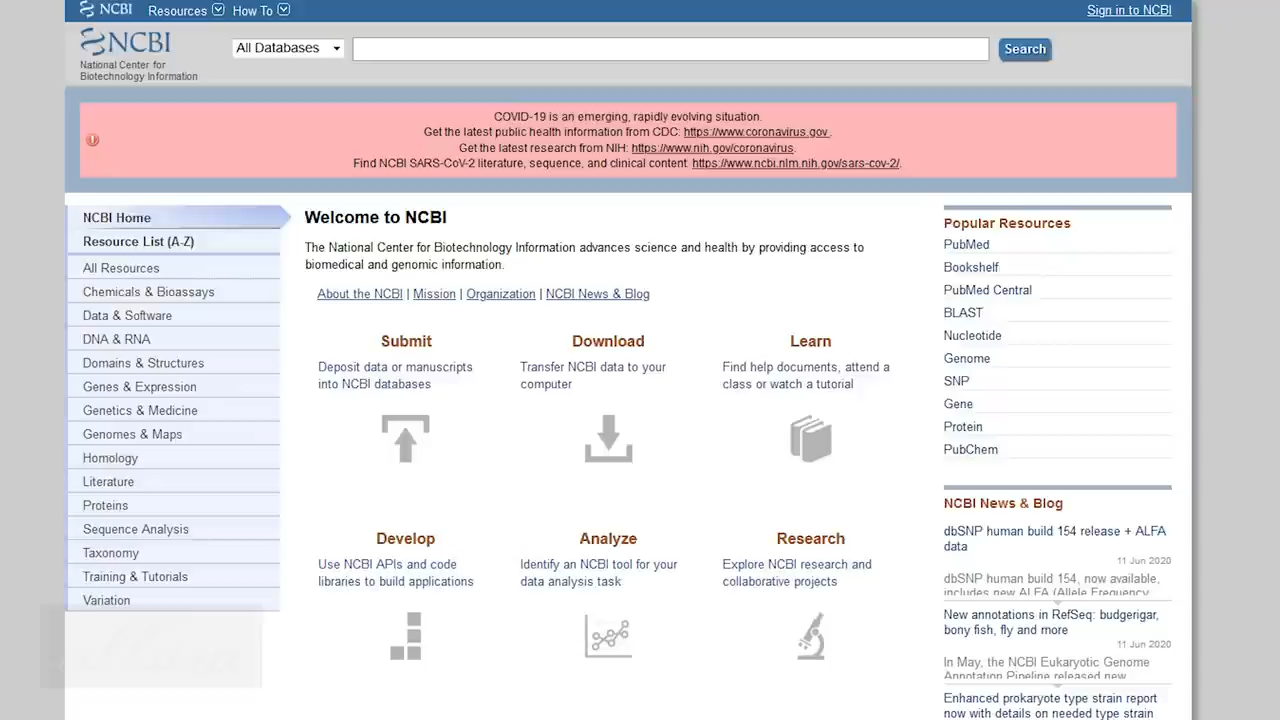 NCBI Resources How To Sign in to NCBI
NCBI
National Center for
Biotechnology Information
All Databases
Search
COVID-19 is an emerging, rapidly evolving situation.
Get the latest public health information from CDC: https://www.coronavirus.gov.
Get the latest research from NIH: https://www.nih.gov/coronavirus.
Find NCBI SARS-CoV-2 literature, sequence, and clinical content: https://www.ncbi.nlm.nih.gov/sars-cov-2/.
NCBI Home
Resource List (A-Z)
All Resources
Chemicals & Bioassays
Data & Software
DNA & RNA
Domains & Structures
Genes & Expression
Genetics & Medicine
Genomes & Maps
Homology
Literature
Proteins
Sequence Analysis
Taxonomy
Training & Tutorials
Variation
Welcome to NCBI
The National Center for Biotechnology Information advances science and health by providing access to
biomedical and genomic information.
About the NCBI | Mission | Organization | NCBI News & Blog
Submit
Deposit data or manuscripts
into NCBI databases
Download
Transfer NCBI data to your
computer
Learn
Find help documents, attend a
class or watch a tutorial
Develop
Use NCBI APIs and code
libraries to build applications
Analyze
Identify an NCBI tool for your
data analysis task
Research
Explore NCBI research and
collaborative projects
Popular Resources
PubMed
Bookshelf
PubMed Central
BLAST
Nucleotide
Genome
SNP
Gene
Protein
PubChem
NCBI News & Blog
dbSNP human build 154 release + ALFA
data
11 Jun 2020
dbSNP human build 154, now available,
includes new ALFA (Allele Frequency
New annotations in RefSeq: budgerigar,
bony fish, fly and more
11 Jun 2020
In May, the NCBI Eukaryotic Genome
Annotation Pipeline released new
Enhanced prokaryote type strain report
now with details on needed type strain